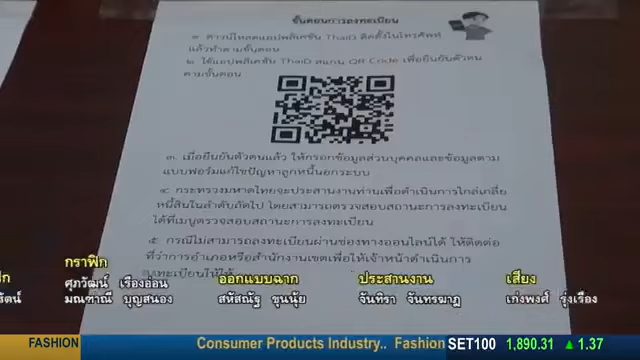 ขั้นตอนการลงทะเบียน
๑. ดาวน์โหลดแอปพลิเคชัน ThaiD ติดตั้งในโทรศัพท์
แล้วทำตามขั้นตอน
๒. ใช้แอปพลิเคชัน ThaiD สแกน QR Code เพื่อยืนยันตัวตน
ตามขั้นตอน
๓. เมื่อยืนยันตัวตนแล้ว ให้กรอกข้อมูลส่วนบุคคลและข้อมูลตาม
แบบฟอร์มแก้ไขปัญหาลูกหนี้นอกระบบ
๔. กระทรวงมหาดไทยจะประสานงานท่านเพื่อดำเนินการไกล่เกลี่ย
หนี้สินในลำดับถัดไป โดยสามารถตรวจสอบสถานะการลงทะเบียน
ได้ที่เมนูตรวจสอบสถานะการลงทะเบียน
๕. กรณีไม่สามารถลงทะเบียนผ่านช่องทางออนไลน์ได้ ให้ติดต่อ
ที่ว่าการอำเภอหรือสำนักงานเขตเพื่อให้เจ้าหน้าที่ดำเนินการ
ลงทะเบียนให้ได้
กราฟิก
ศุภวัฒน์ เรืองอ่อน
มณฑาณี บุญสนอง
ออกแบบฉาก
สหัสณัฐ ขุนนุ้ย
ประสานงาน
จันทิรา จันทรฆาฎ
เสียง
เก่งพงศ์ รุ่งเรือง
FASHION Consumer Products Industry.. Fashion SET100 1,890.31 ▲ 1.37